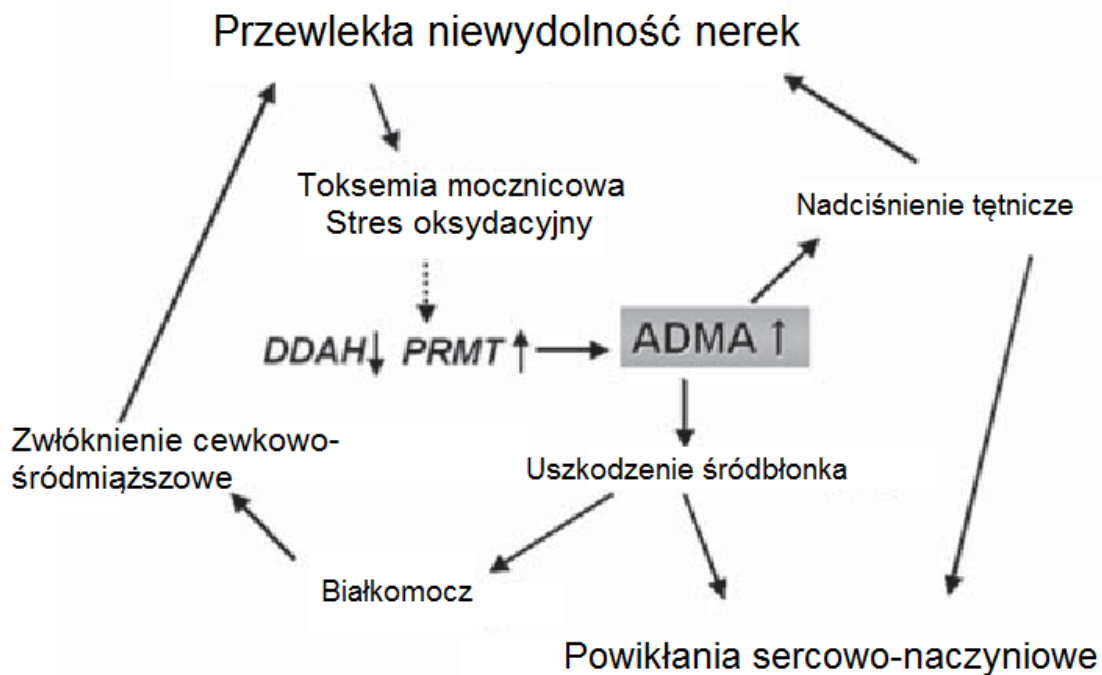 Przewlekła niewydolność nerek
Toksemia mocznicowa
Stres oksydacyjny
Nadciśnienie tętnicze
DDAH↓ PRMT↑
ADMA ↑
Zwłóknienie cewkowo-
śródmiąższowe
Uszkodzenie śródbłonka
Białkomocz
Powikłania sercowo-naczyniowe